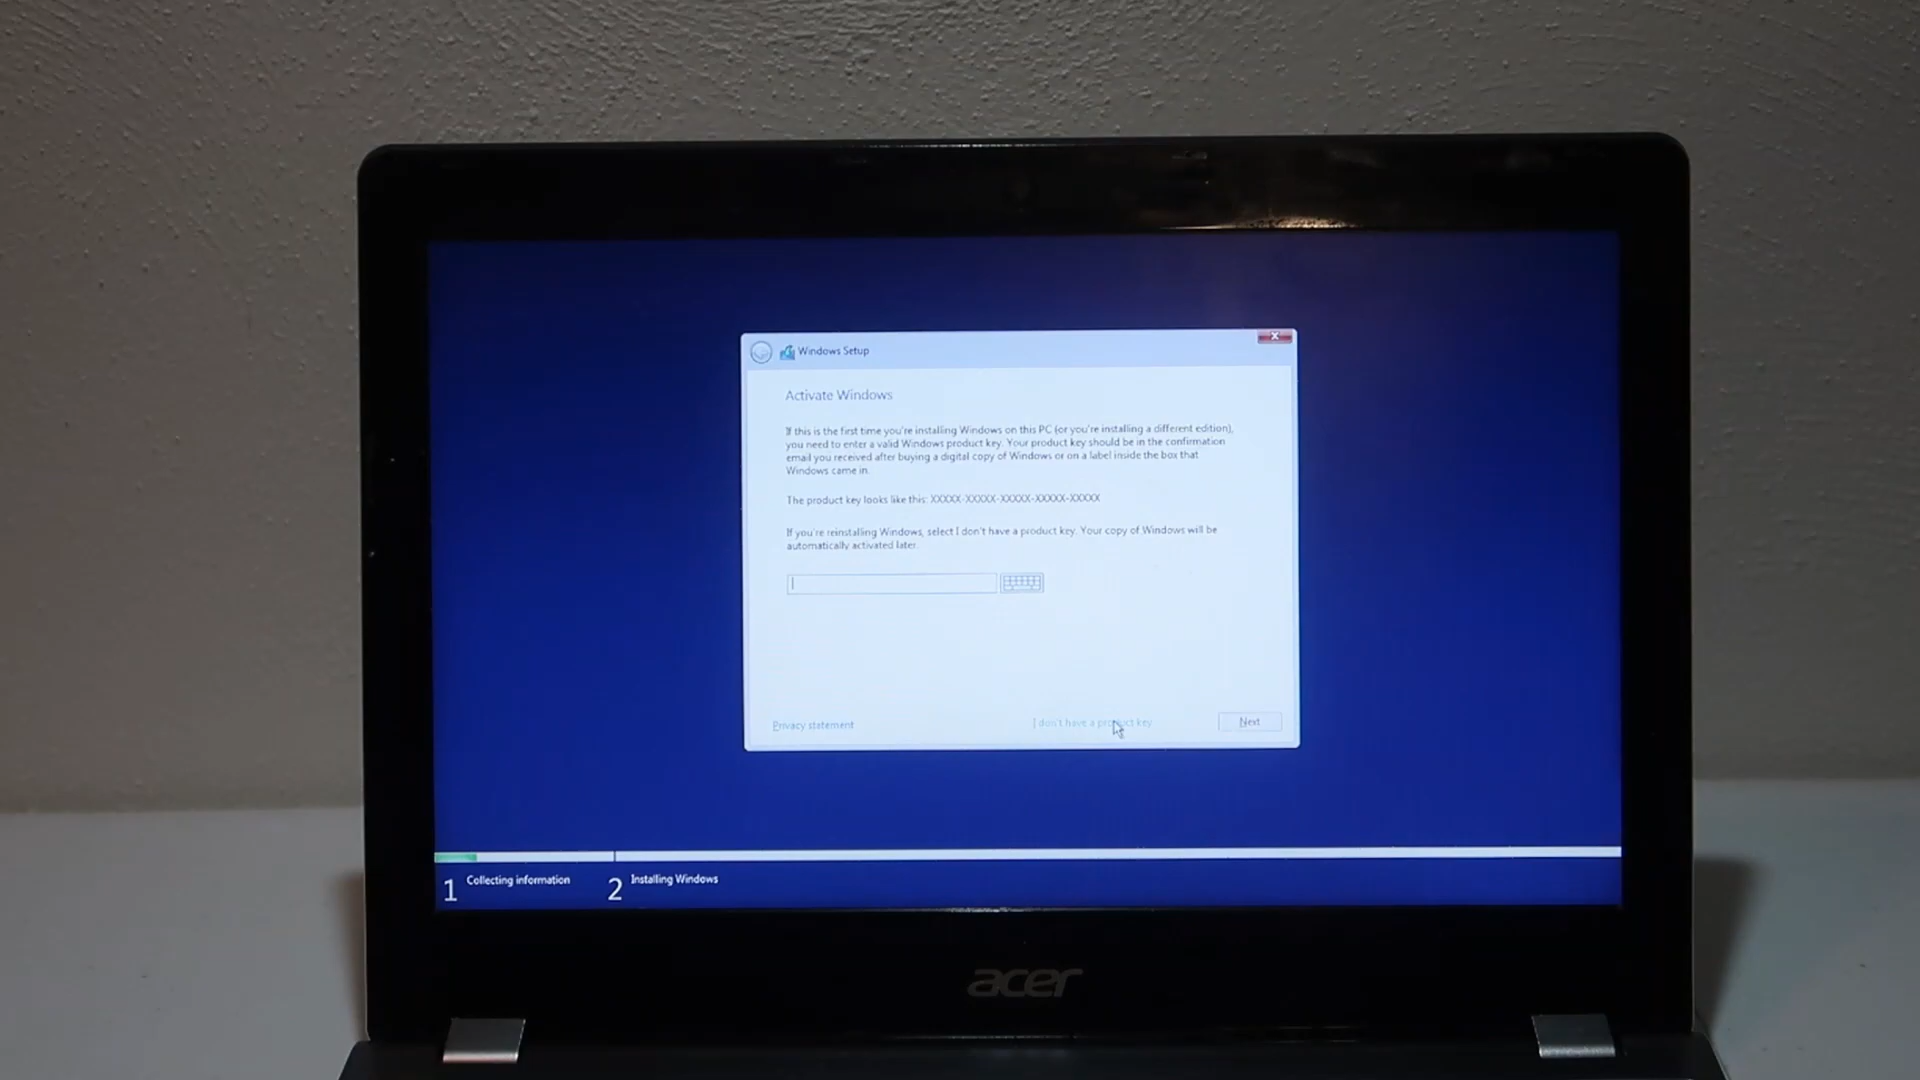 Windows Setup
Activate Windows
If this is the first time you're installing Windows on this PC (or you're installing a different edition),
you need to enter a valid Windows product key. Your product key should be in the confirmation
email you received after buying a digital copy of Windows or on a label inside the box that
Windows came in.
The product key looks like this: XXXXX-XXXXX-XXXXX-XXXXX-XXXXX
If you're reinstalling Windows, select I don't have a product key. Your copy of Windows will be
automatically activated later.
Privacy statement
I don't have a product key
Next
1 Collecting information
2 Installing Windows
acer